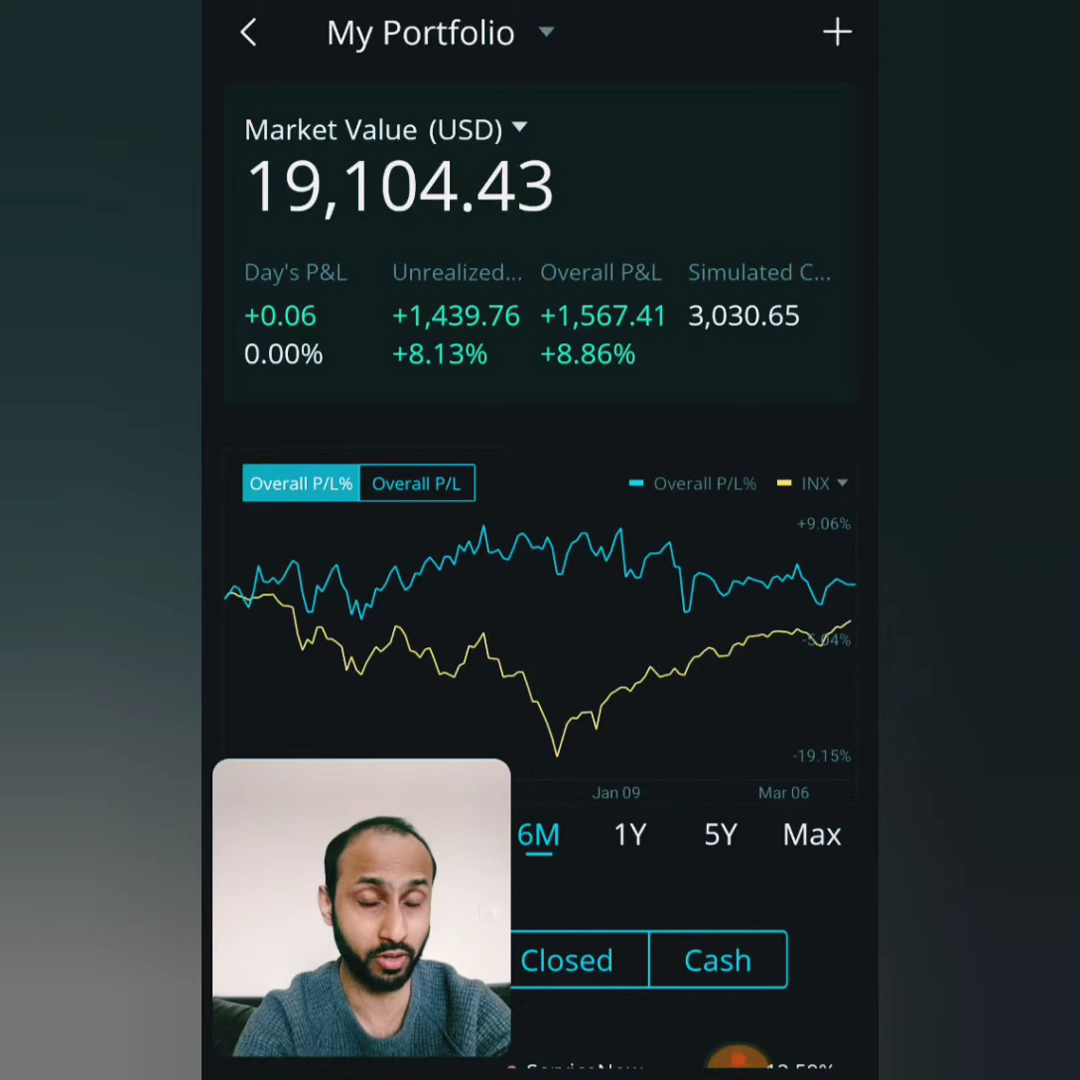 My Portfolio
Market Value (USD)
19,104.43
Day's P&L Unrealized... Overall P&L Simulated C...
+0.06 +1,439.76 +1,567.41 3,030.65
0.00% +8.13% +8.86%
Overall P/L% Overall P/L Overall P/L% INX
+9.06%
-5.04%
-19.15%
Jan 09 Mar 06
6M 1Y 5Y Max
Closed Cash